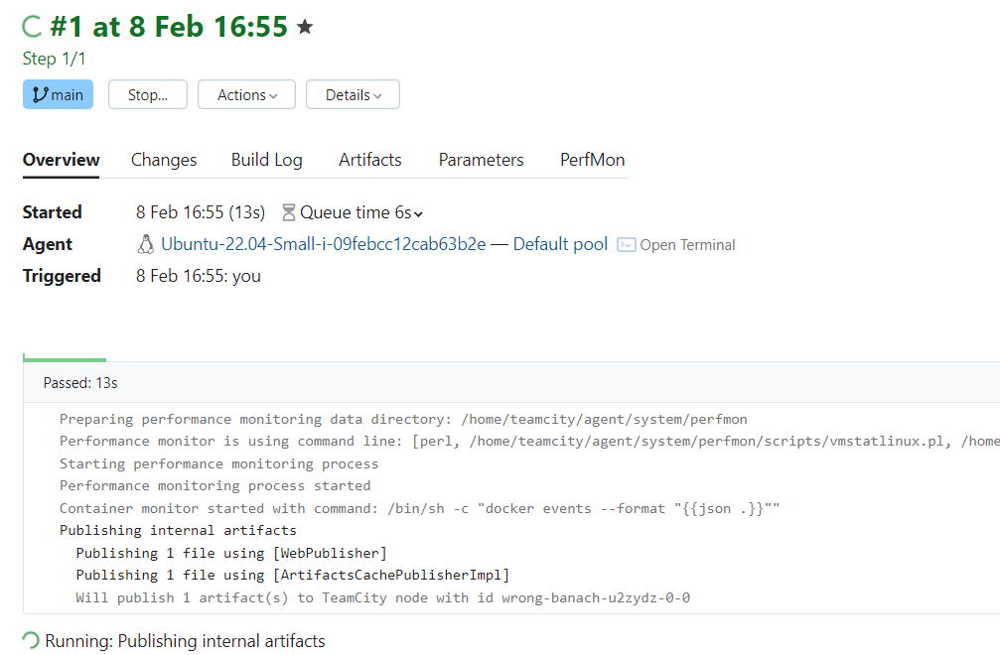 #1 at 8 Feb 16:55
Step 1/1
main Stop... Actions Details
Overview Changes Build Log Artifacts Parameters PerfMon
Started 8 Feb 16:55 (13s) Queue time 6s
Agent Ubuntu-22.04-Small-i-09febcc12cab63b2e — Default pool Open Terminal
Triggered 8 Feb 16:55: you
Passed: 13s
Preparing performance monitoring data directory: /home/teamcity/agent/system/perfmon
Performance monitor is using command line: [perl, /home/teamcity/agent/system/perfmon/scripts/vmstatlinux.pl, /home
Starting performance monitoring process
Performance monitoring process started
Container monitor started with command: /bin/sh -c "docker events --format "{{json .}}""
Publishing internal artifacts
Publishing 1 file using [WebPublisher]
Publishing 1 file using [ArtifactsCachePublisherImpl]
Will publish 1 artifact(s) to TeamCity node with id wrong-banach-u2zydz-0-0
Running: Publishing internal artifacts